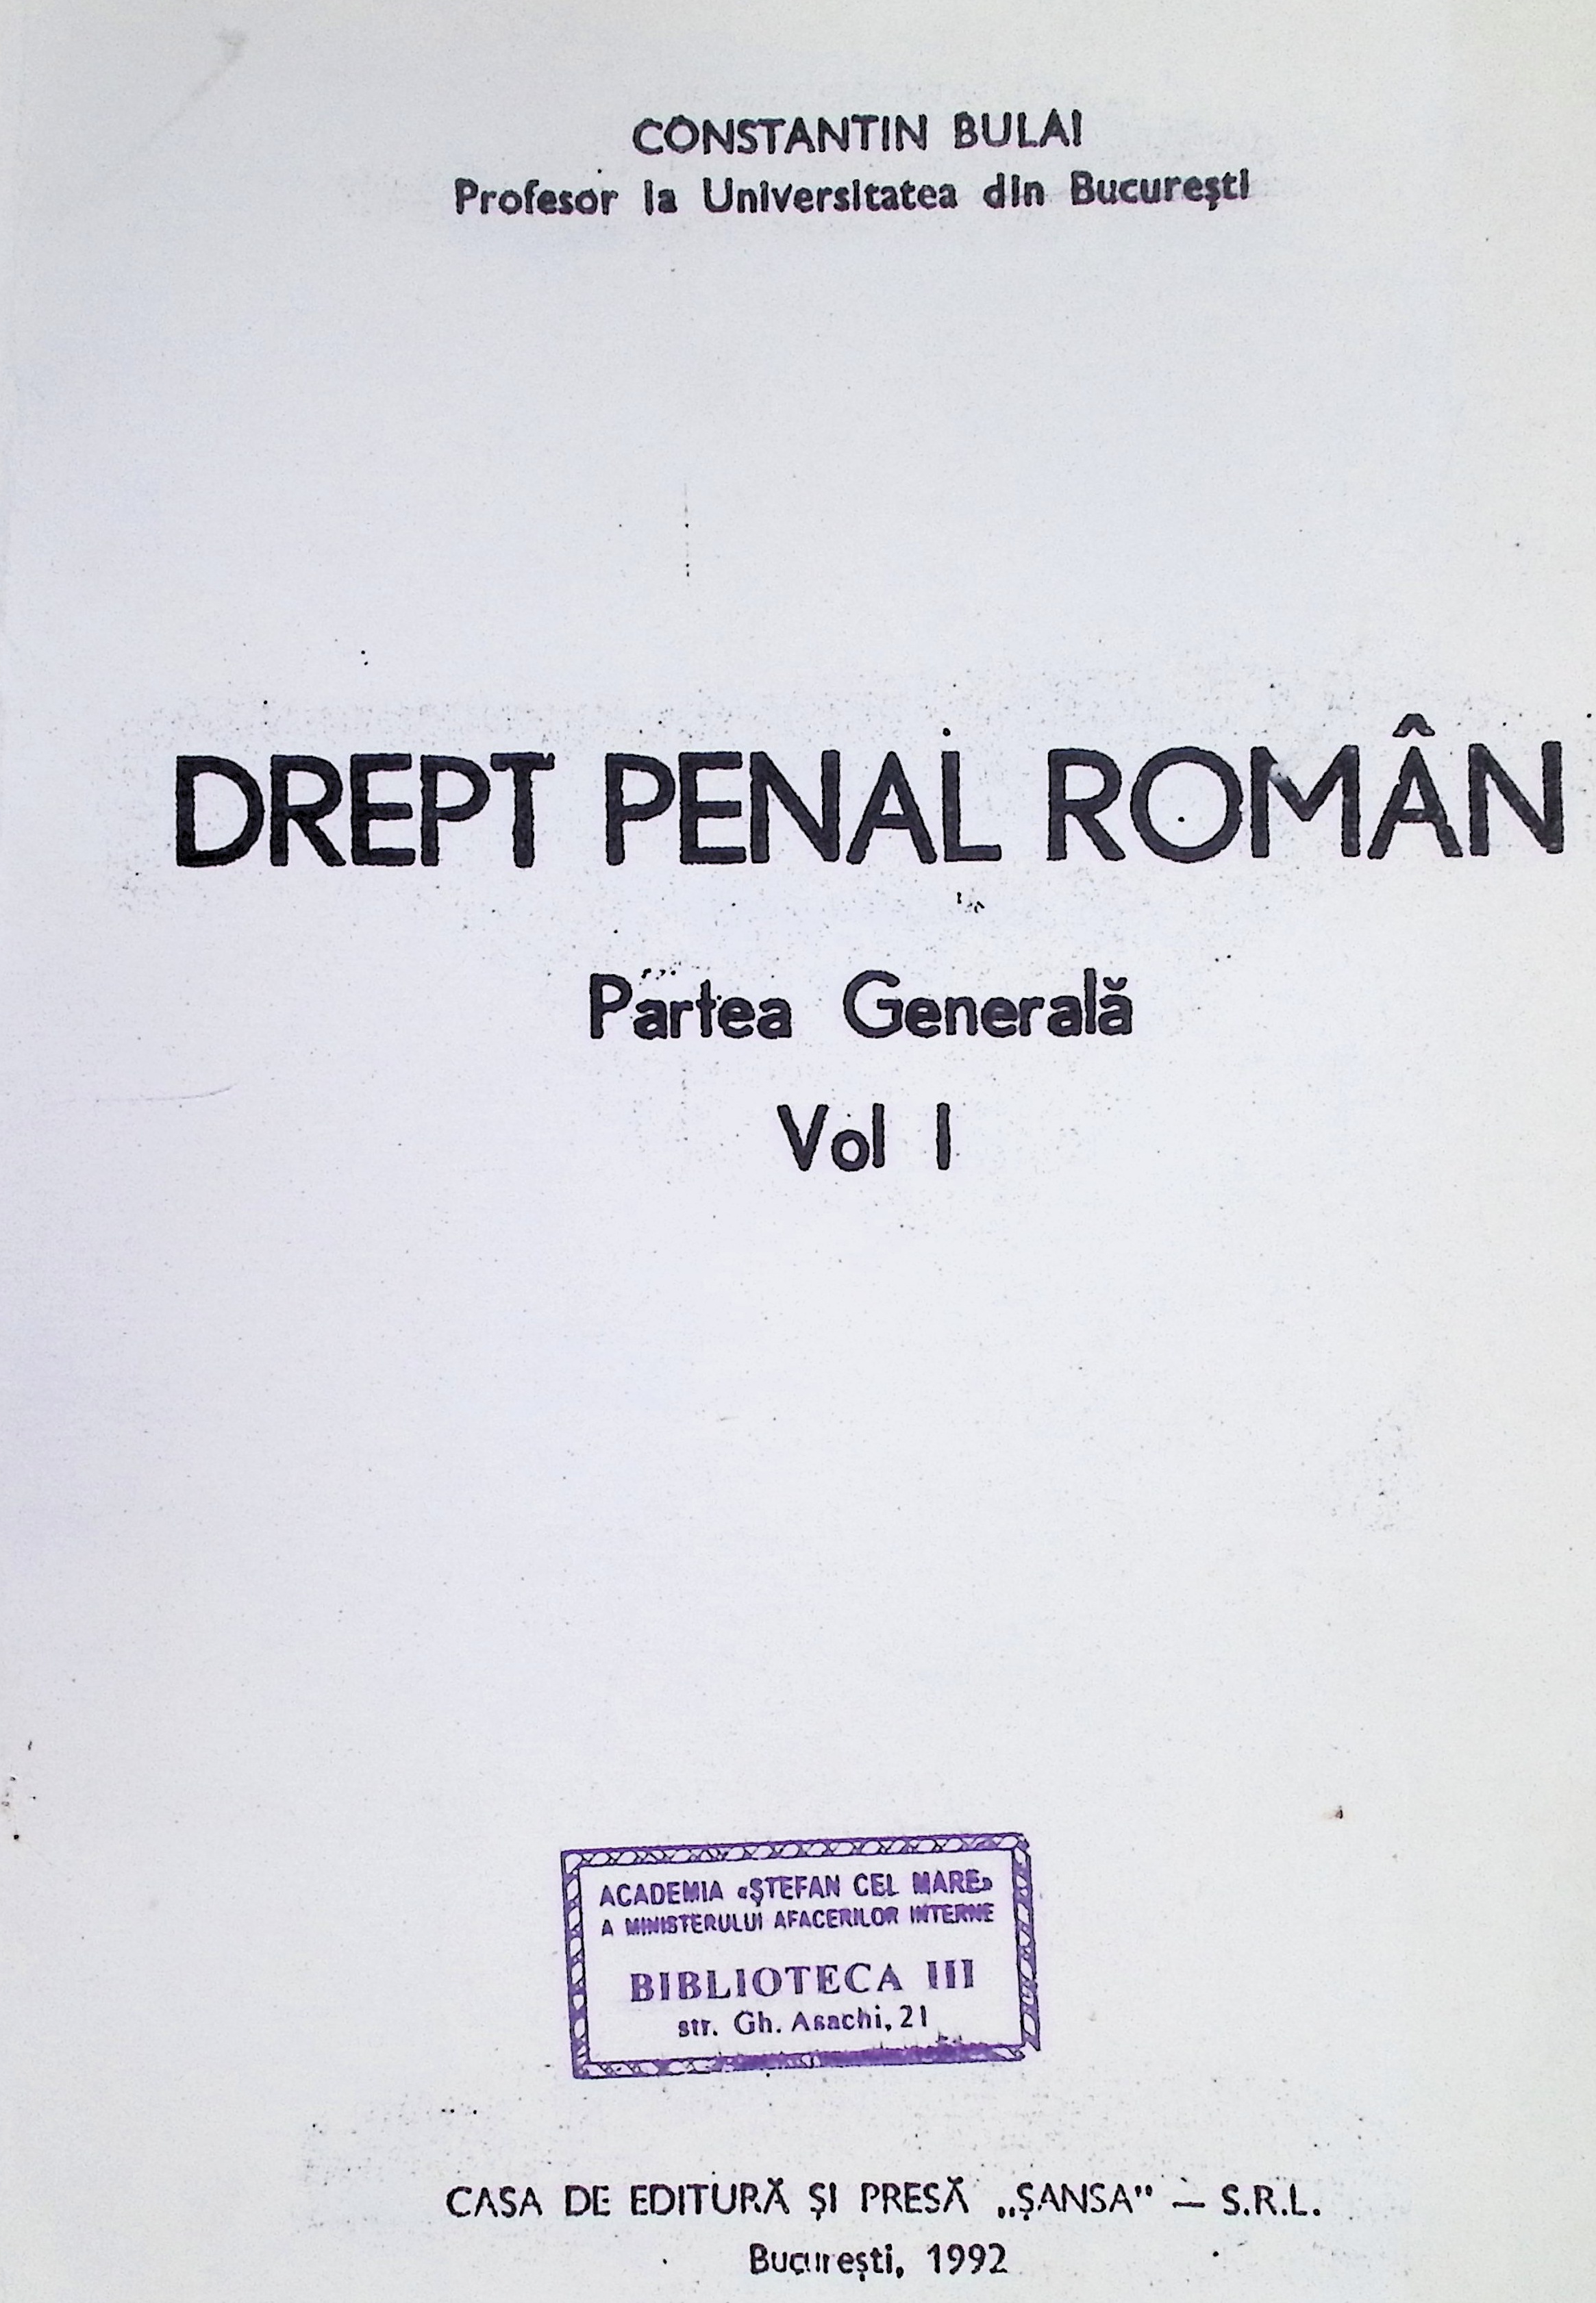 CONSTANTIN BULAI
Profesor la Universitatea din București
DREPT PENAL ROMÂN
Partea Generală
Vol I
ACADEMIA «ȘTEFAN CEL MARE»
A MINISTERULUI AFACERILOR INTERNE
BIBLIOTECA III
str. Gh. Asachi, 21
CASA DE EDITURĂ ȘI PRESĂ „ȘANSA” — S.R.L.
București, 1992